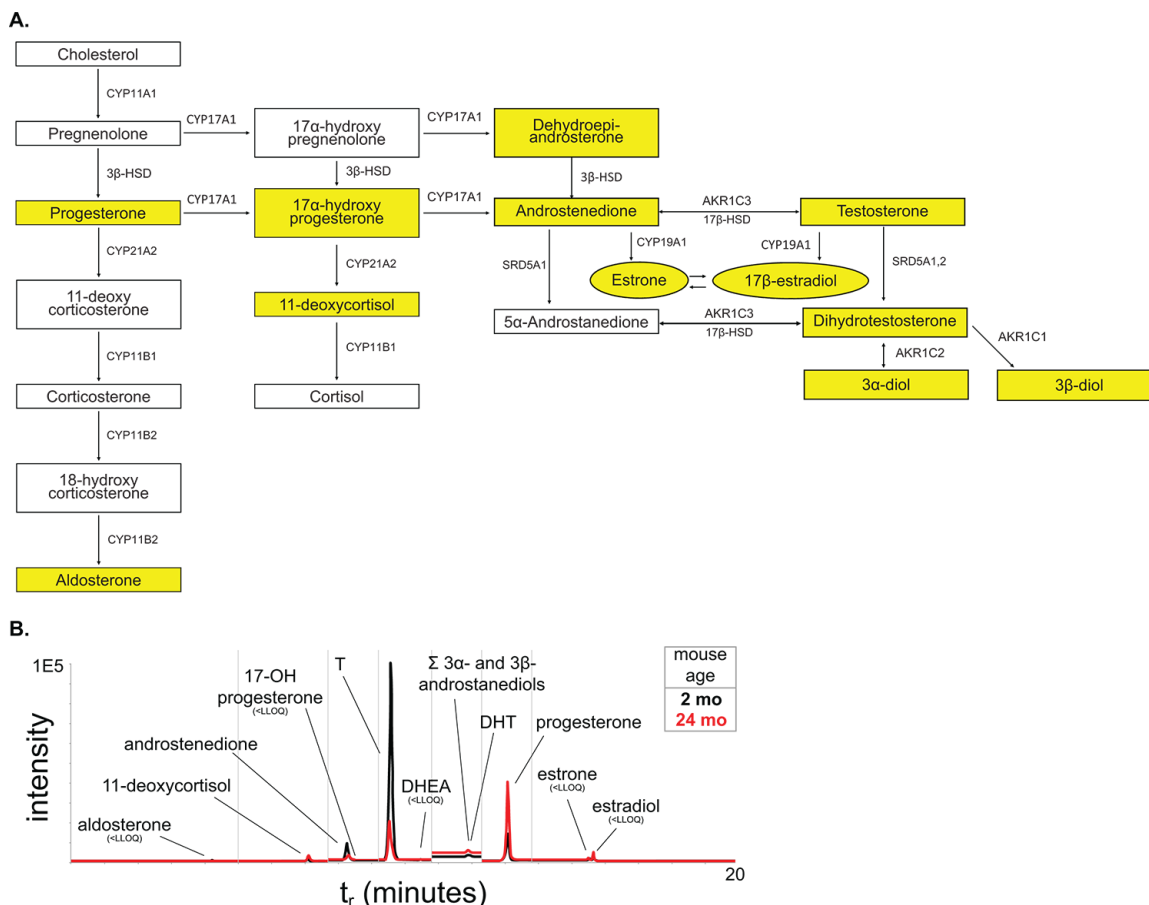 A.
Cholesterol
CYP11A1
Pregnenolone
CYP17A1
17α-hydroxy
pregnenolone
CYP17A1
Dehydroepi-
androsterone
3β-HSD
3β-HSD
3β-HSD
Progesterone
CYP17A1
17α-hydroxy
progesterone
CYP17A1
Androstenedione
AKR1C3
17β-HSD
Testosterone
CYP21A2
CYP21A2
SRD5A1
CYP19A1
CYP19A1
SRD5A1,2
Estrone
17β-estradiol
11-deoxy
corticosterone
11-deoxycortisol
5α-Androstanedione
AKR1C3
17β-HSD
Dihydrotestosterone
AKR1C1
CYP11B1
CYP11B1
AKR1C2
Corticosterone
Cortisol
3α-diol
3β-diol
CYP11B2
18-hydroxy
corticosterone
CYP11B2
Aldosterone
B.
1E5
intensity
aldosterone
(<LLOQ)
11-deoxycortisol
androstenedione
17-OH
progesterone
(<LLOQ)
T
DHEA
(<LLOQ)
Σ 3α- and 3β-
androstanediols
DHT
progesterone
estrone
(<LLOQ)
estradiol
(<LLOQ)
mouse
age
2 mo
24 mo
20
tr (minutes)